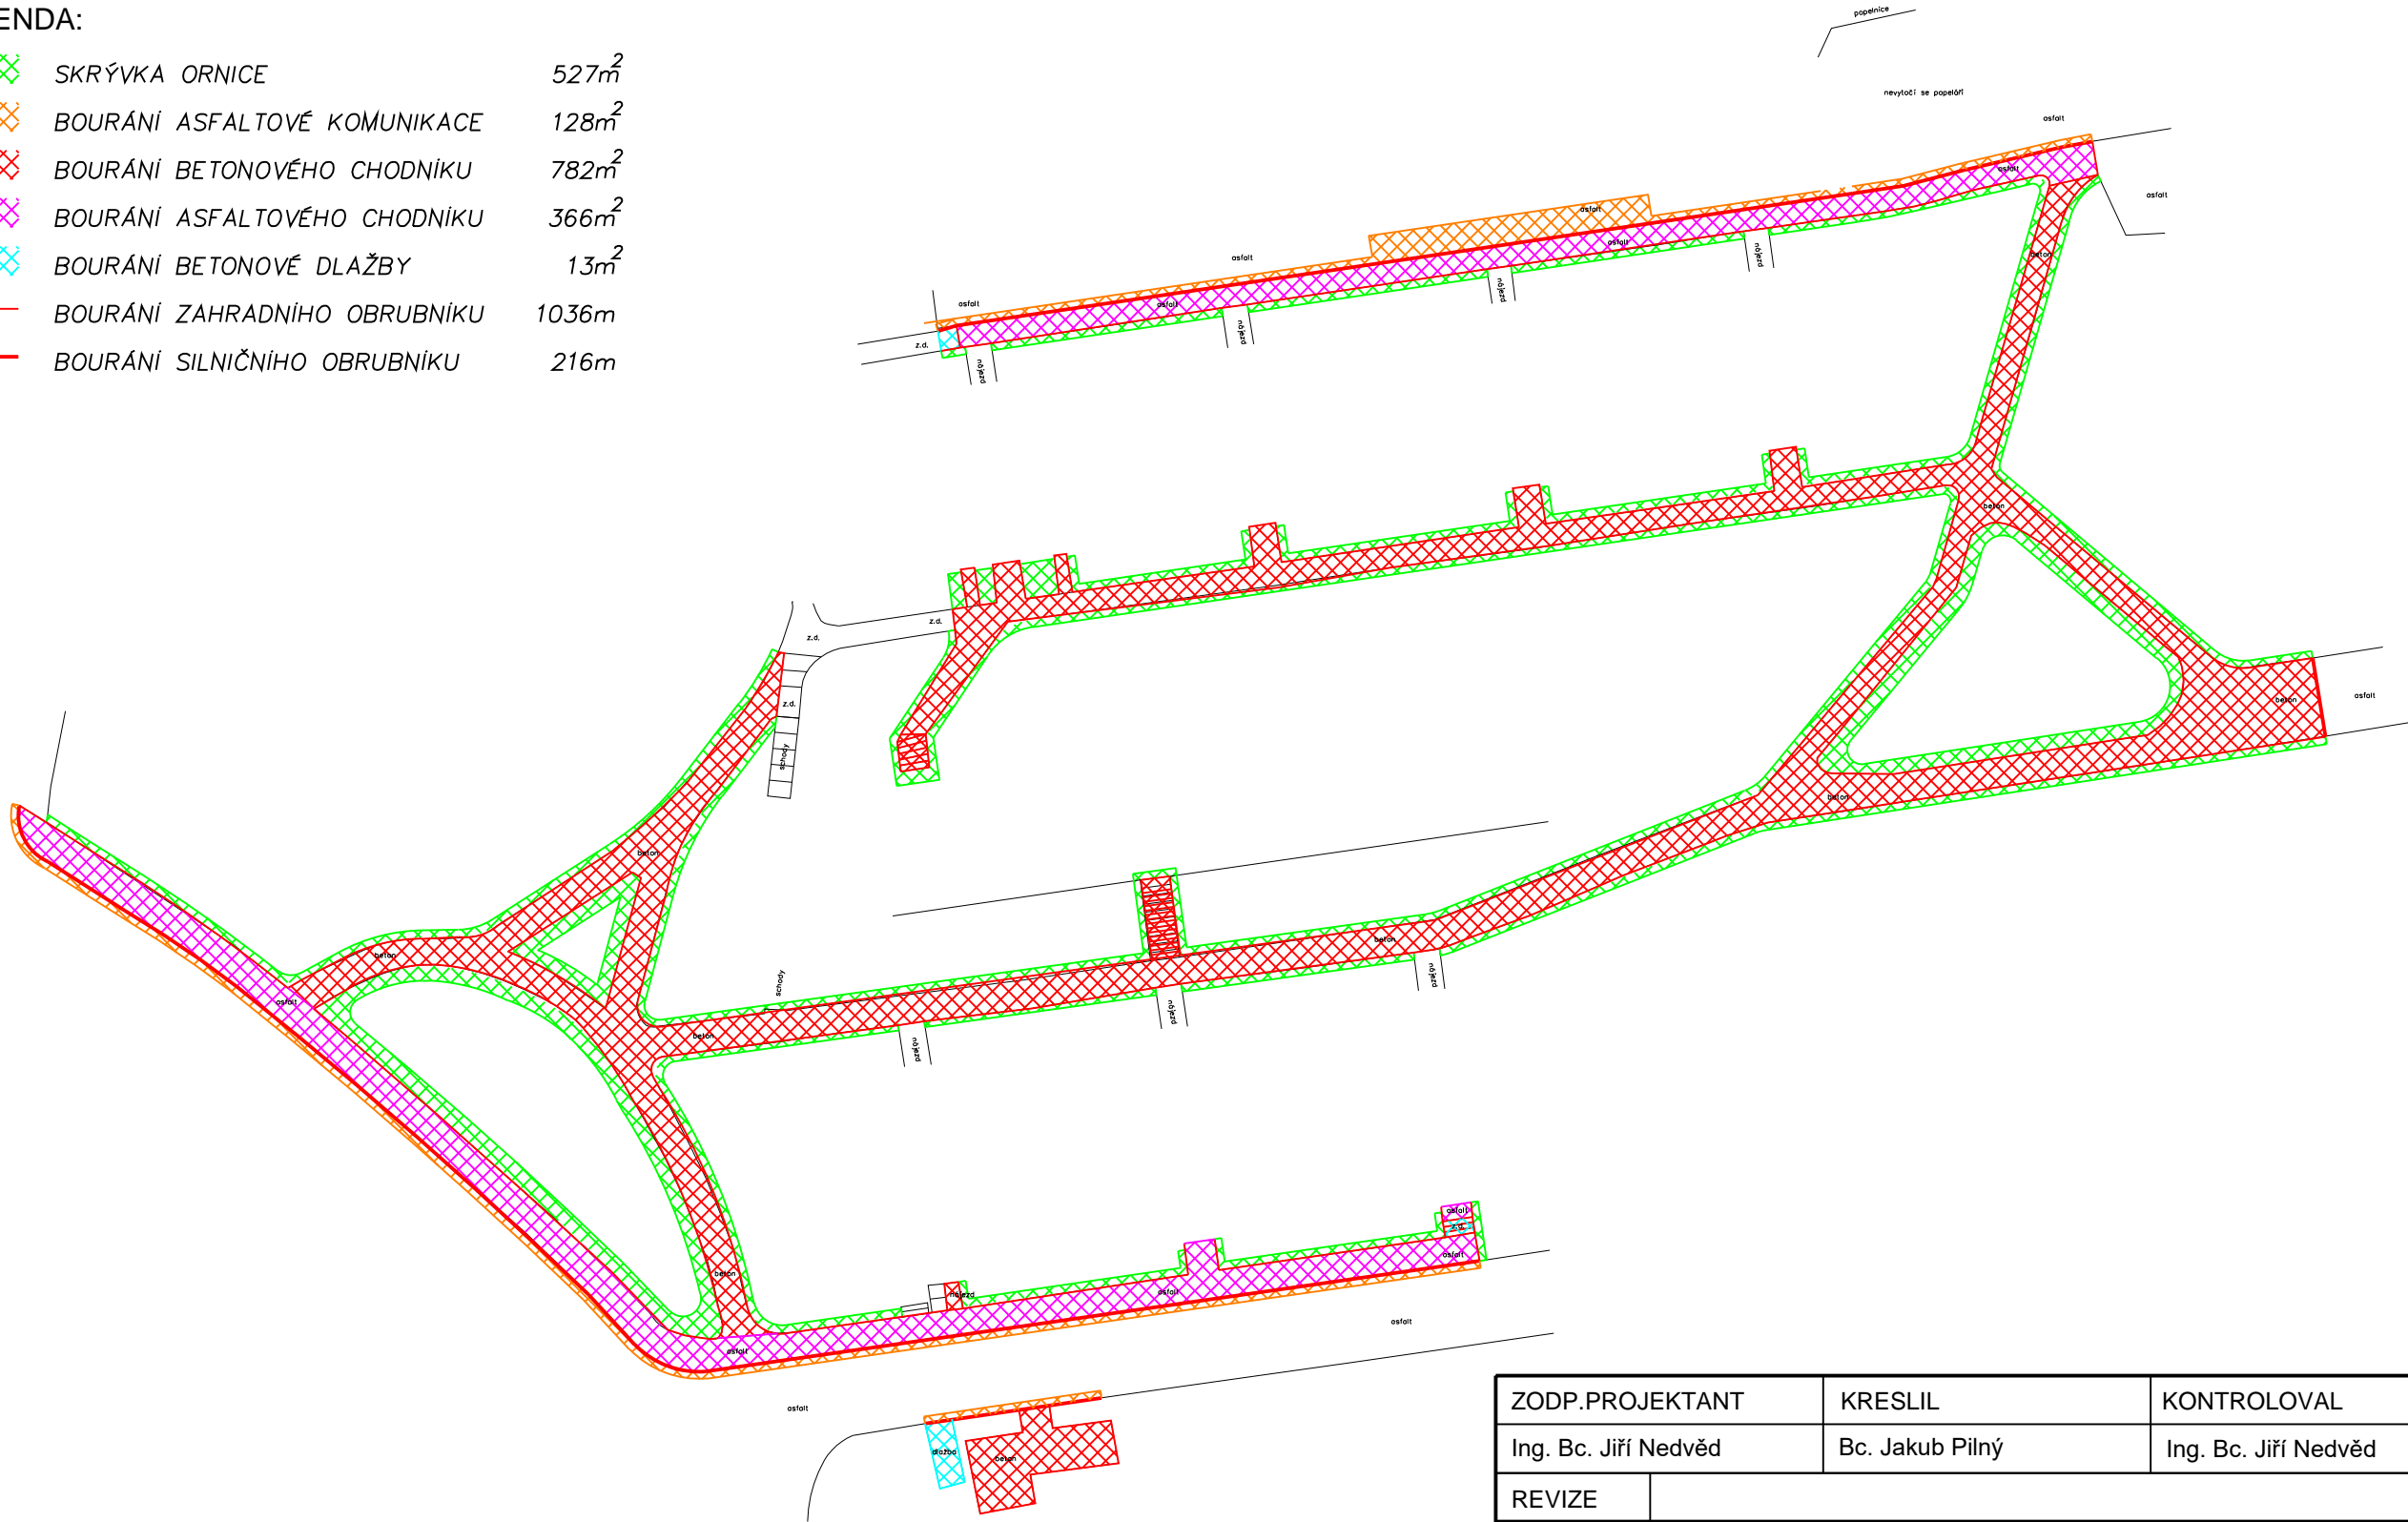 ENDA:
SKRÝVKA ORNICE 527m²
BOURÁNÍ ASFALTOVÉ KOMUNIKACE 128m²
BOURÁNÍ BETONOVÉHO CHODNÍKU 782m²
BOURÁNÍ ASFALTOVÉHO CHODNÍKU 366m²
BOURÁNÍ BETONOVÉ DLAŽBY 13m²
BOURÁNÍ ZAHRADNÍHO OBRUBNÍKU 1036m
BOURÁNÍ SILNIČNÍHO OBRUBNÍKU 216m
popelnice
nevytočí se popeláři
asfalt
asfalt
asfalt
asfalt
asfalt
asfalt
nájezd
beton
asfalt
nájezd
asfalt
asfalt
nájezd
z.d.
nájezd
beton
z.d.
z.d.
asfalt
beton
z.d.
schody
beton
beton
beton
beton
nájezd
schody
asfalt
nájezd
beton
nájezd
asfalt
z.d.
asfalt
beton
nájezd
asfalt
asfalt
asfalt
asfalt
dlažba
beton
ZODP.PROJEKTANT KRESLIL KONTROLOVAL
Ing. Bc. Jiří Nedvěd Bc. Jakub Pilný Ing. Bc. Jiří Nedvěd
REVIZE